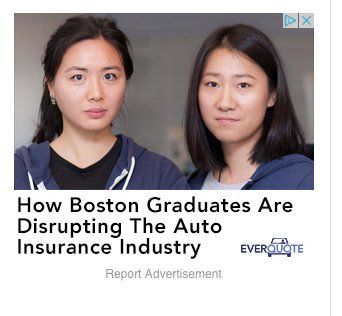 How Boston Graduates Are
Disrupting The Auto
Insurance Industry
EVERQUOTE
Report Advertisement